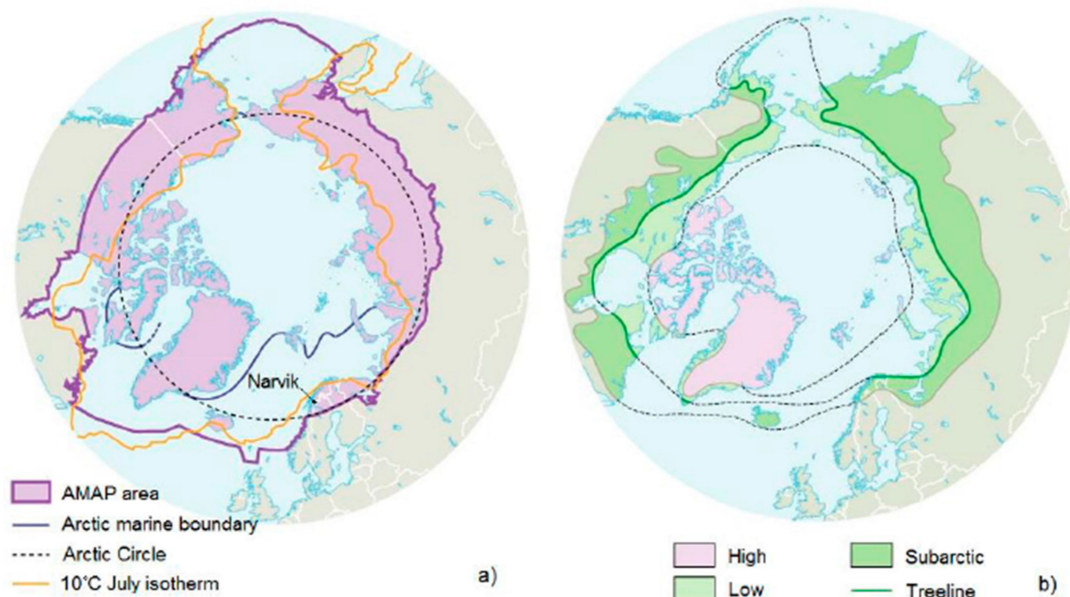 Narvik
AMAP area
Arctic marine boundary
Arctic Circle
10°C July isotherm
a)
High
Low
Subarctic
Treeline
b)